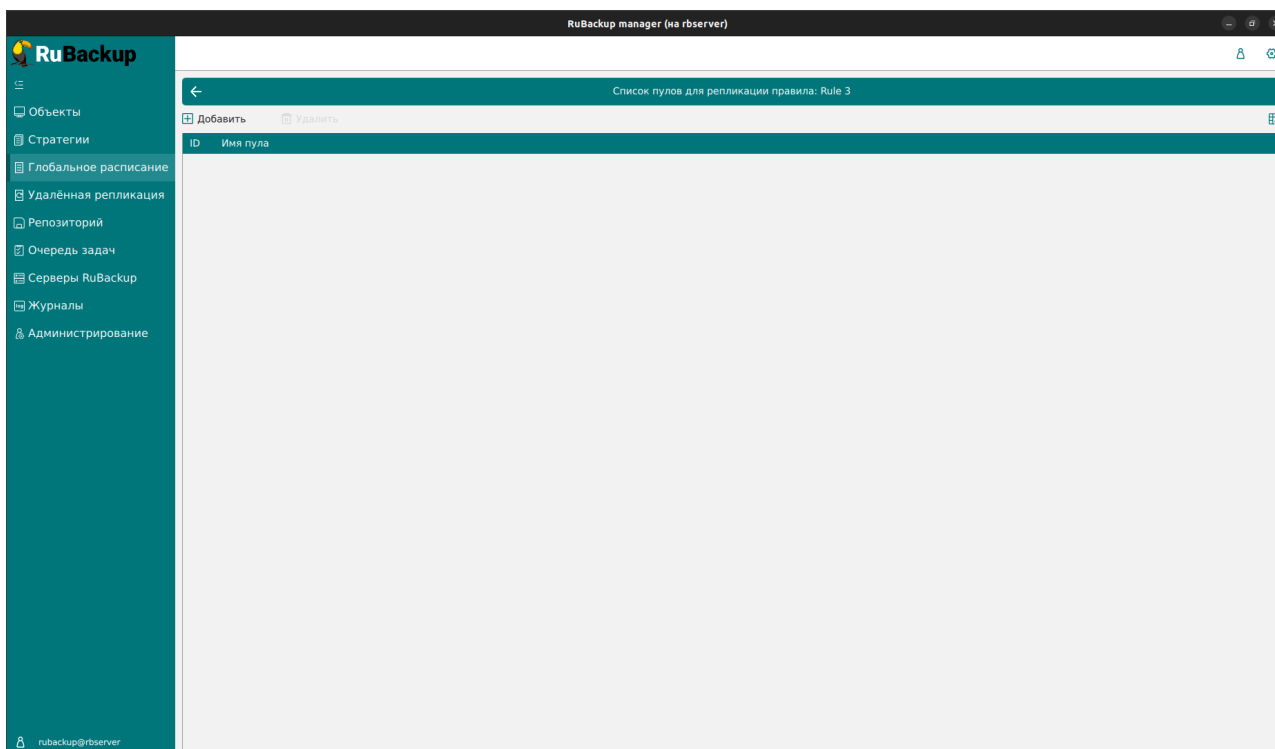 RuBackup manager (на rbserver)
RuBackup
Список пулов для репликации правила: Rule 3
Объекты
Добавить Удалить
Стратегии
ID Имя пула
Глобальное расписание
Удалённая репликация
Репозиторий
Очередь задач
Серверы RuBackup
Журналы
Администрирование
rubackup@rbserver